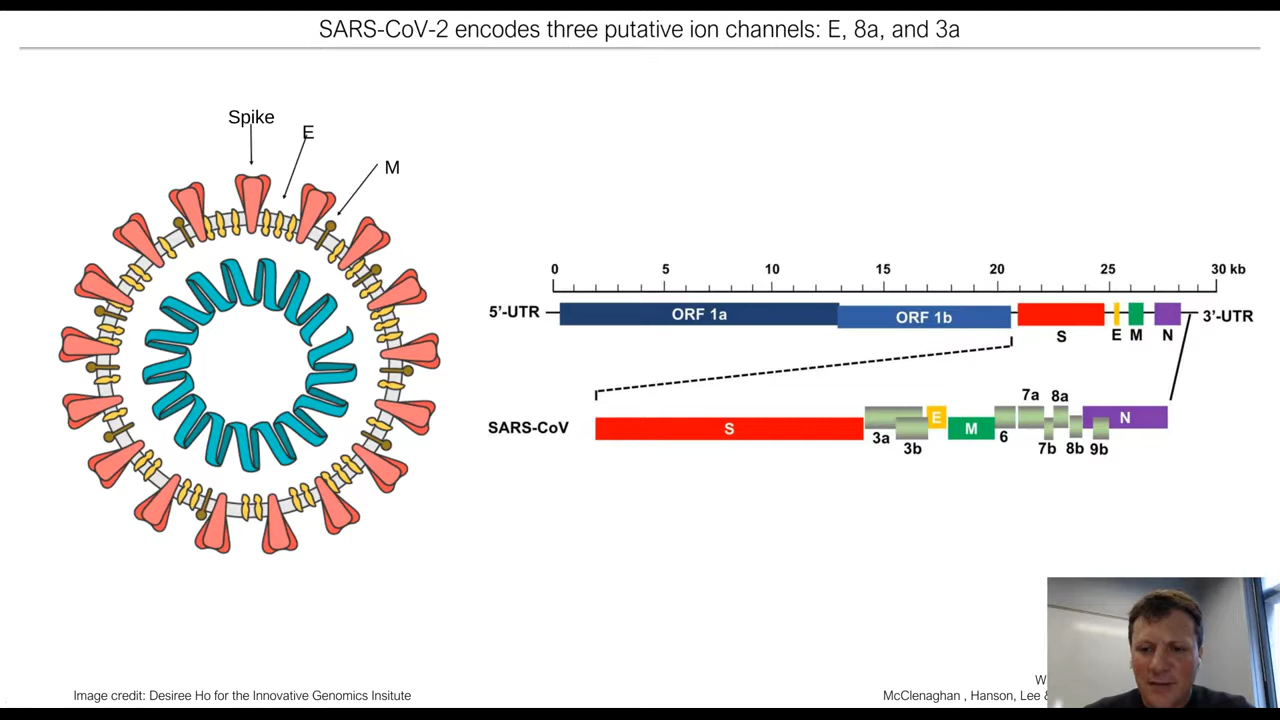 SARS-CoV-2 encodes three putative ion channels: E, 8a, and 3a
Spike
E
M
0 5 10 15 20 25 30 kb
5’-UTR ORF 1a ORF 1b 3’-UTR
S E M N
7a 8a
SARS-CoV S E M N
3a 6
3b 7b 8b 9b
Image credit: Desiree Ho for the Innovative Genomics Insitute
McClenaghan , Hanson, Lee &